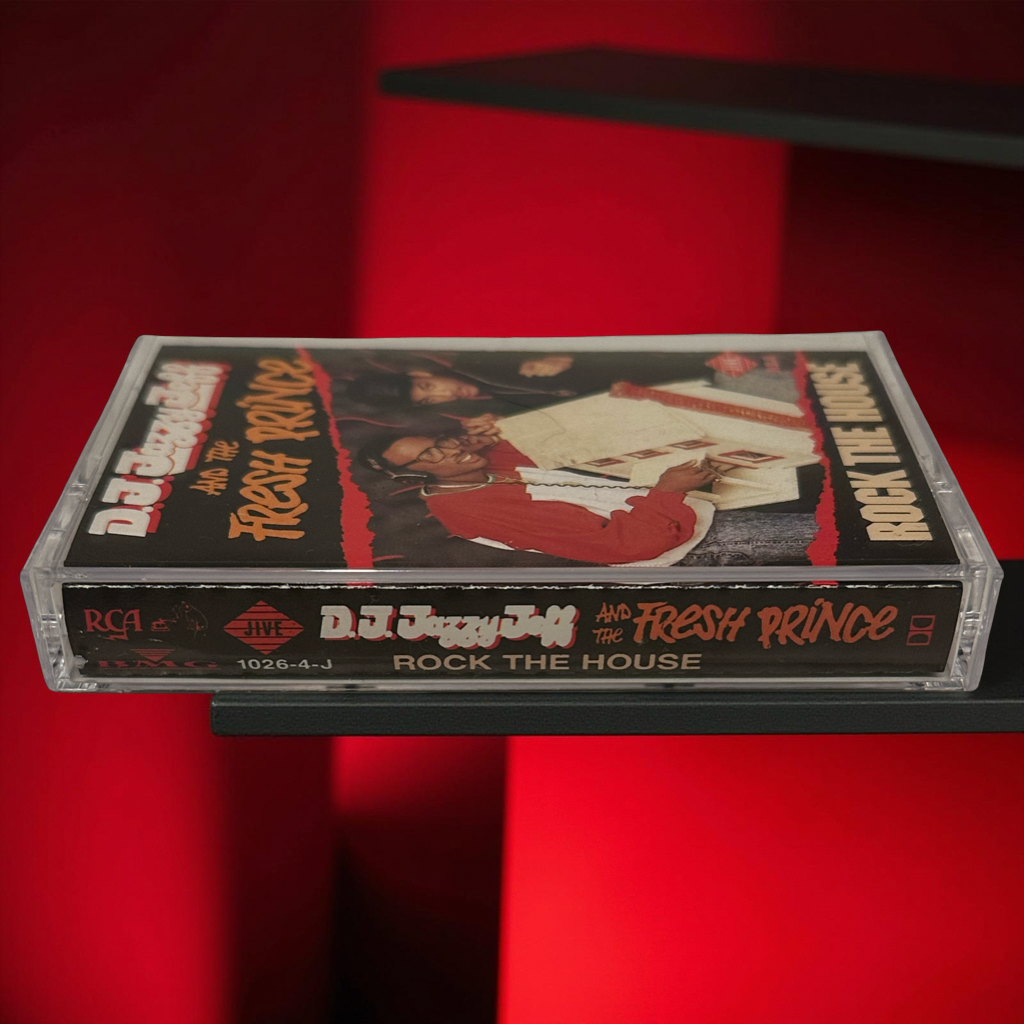 D.J. Jazzy Jeff
AND THE
FRESH PRINCE
ROCK THE HOUSE
JIVE
RCA
BMG
JIVE
1026-4-J
D.J. Jazzy Jeff AND THE FRESH PRINCE
ROCK THE HOUSE